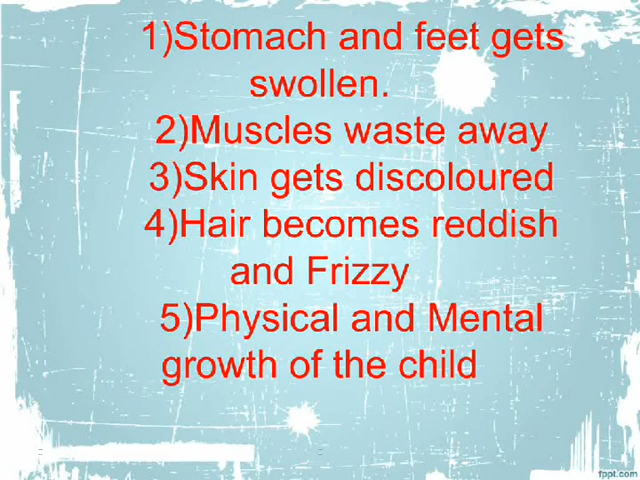 1)Stomach and feet gets
swollen.
2)Muscles waste away
3)Skin gets discoloured
4)Hair becomes reddish
and Frizzy
5)Physical and Mental
growth of the child
fppt.com